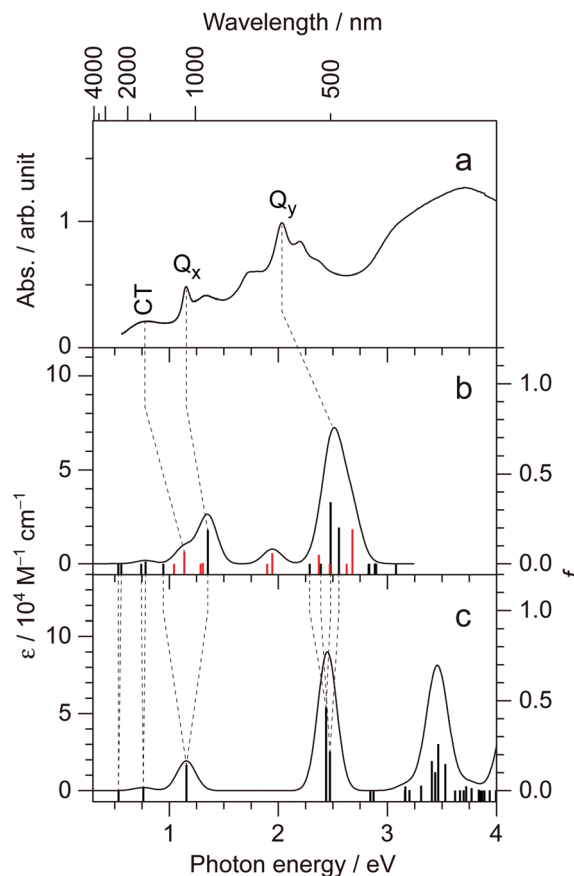 Wavelength / nm
4000
2000
1000
500
a
Abs. / arb. unit
1
0
CT
Qx
Qy
b
10
5
0
1.0
0.5
0.0
c
ε / 10⁴ M⁻¹ cm⁻¹
f
10
5
0
1.0
0.5
0.0
1
2
3
4
Photon energy / eV